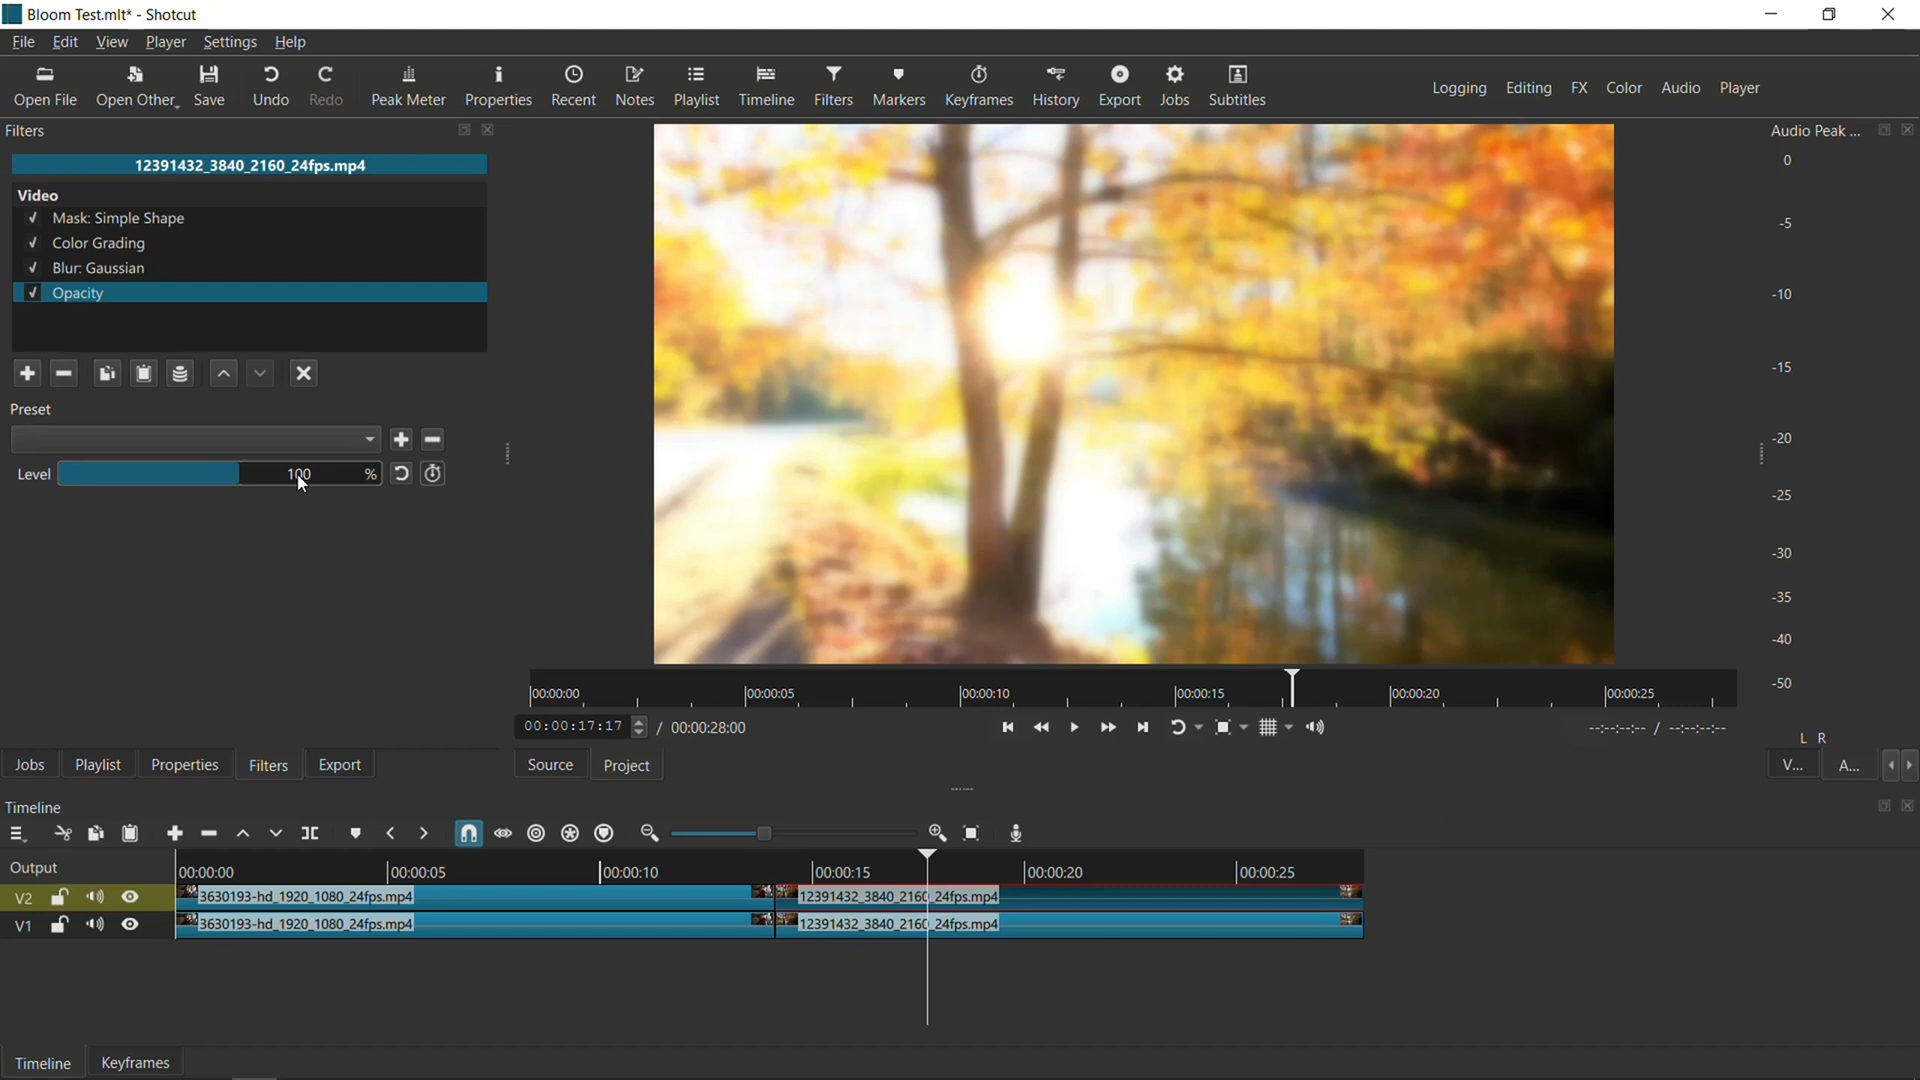 Bloom Test.mlt* - Shotcut
File Edit View Player Settings Help
Open File Open Other Save Undo Redo Peak Meter Properties Recent Notes Playlist Timeline Filters Markers Keyframes History Export Jobs Subtitles Logging Editing FX Color Audio Player
Filters
12391432_3840_2160_24fps.mp4
Video
Mask: Simple Shape
Color Grading
Blur: Gaussian
Opacity
Preset
Level 100 %
Audio Peak ...
0
-5
-10
-15
-20
-25
-30
-35
-40
-50
L R
00:00:00 00:00:05 00:00:10 00:00:15 00:00:20 00:00:25
00:00:17:17 / 00:00:28:00 --:--:--:-- / --:--:--:--
Jobs Playlist Properties Filters Export Source Project V... A...
Timeline
Output 00:00:00 00:00:05 00:00:10 00:00:15 00:00:20 00:00:25
V2 3630193-hd_1920_1080_24fps.mp4 12391432_3840_2160_24fps.mp4
V1 3630193-hd_1920_1080_24fps.mp4 12391432_3840_2160_24fps.mp4
Timeline Keyframes